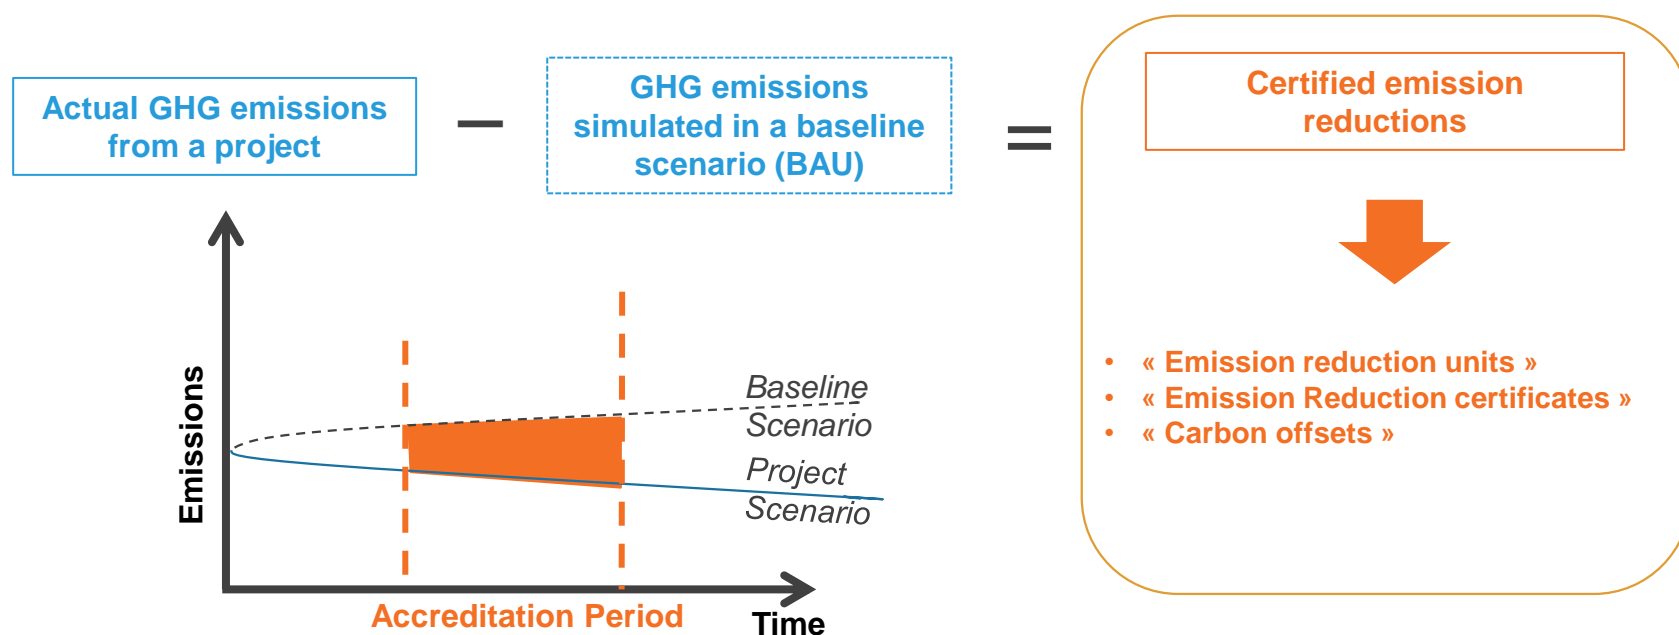 Actual GHG emissions
from a project
—
GHG emissions
simulated in a baseline
scenario (BAU)
=
Certified emission
reductions
• « Emission reduction units »
• « Emission Reduction certificates »
• « Carbon offsets »
Emissions
Baseline
Scenario
Project
Scenario
Accreditation Period
Time